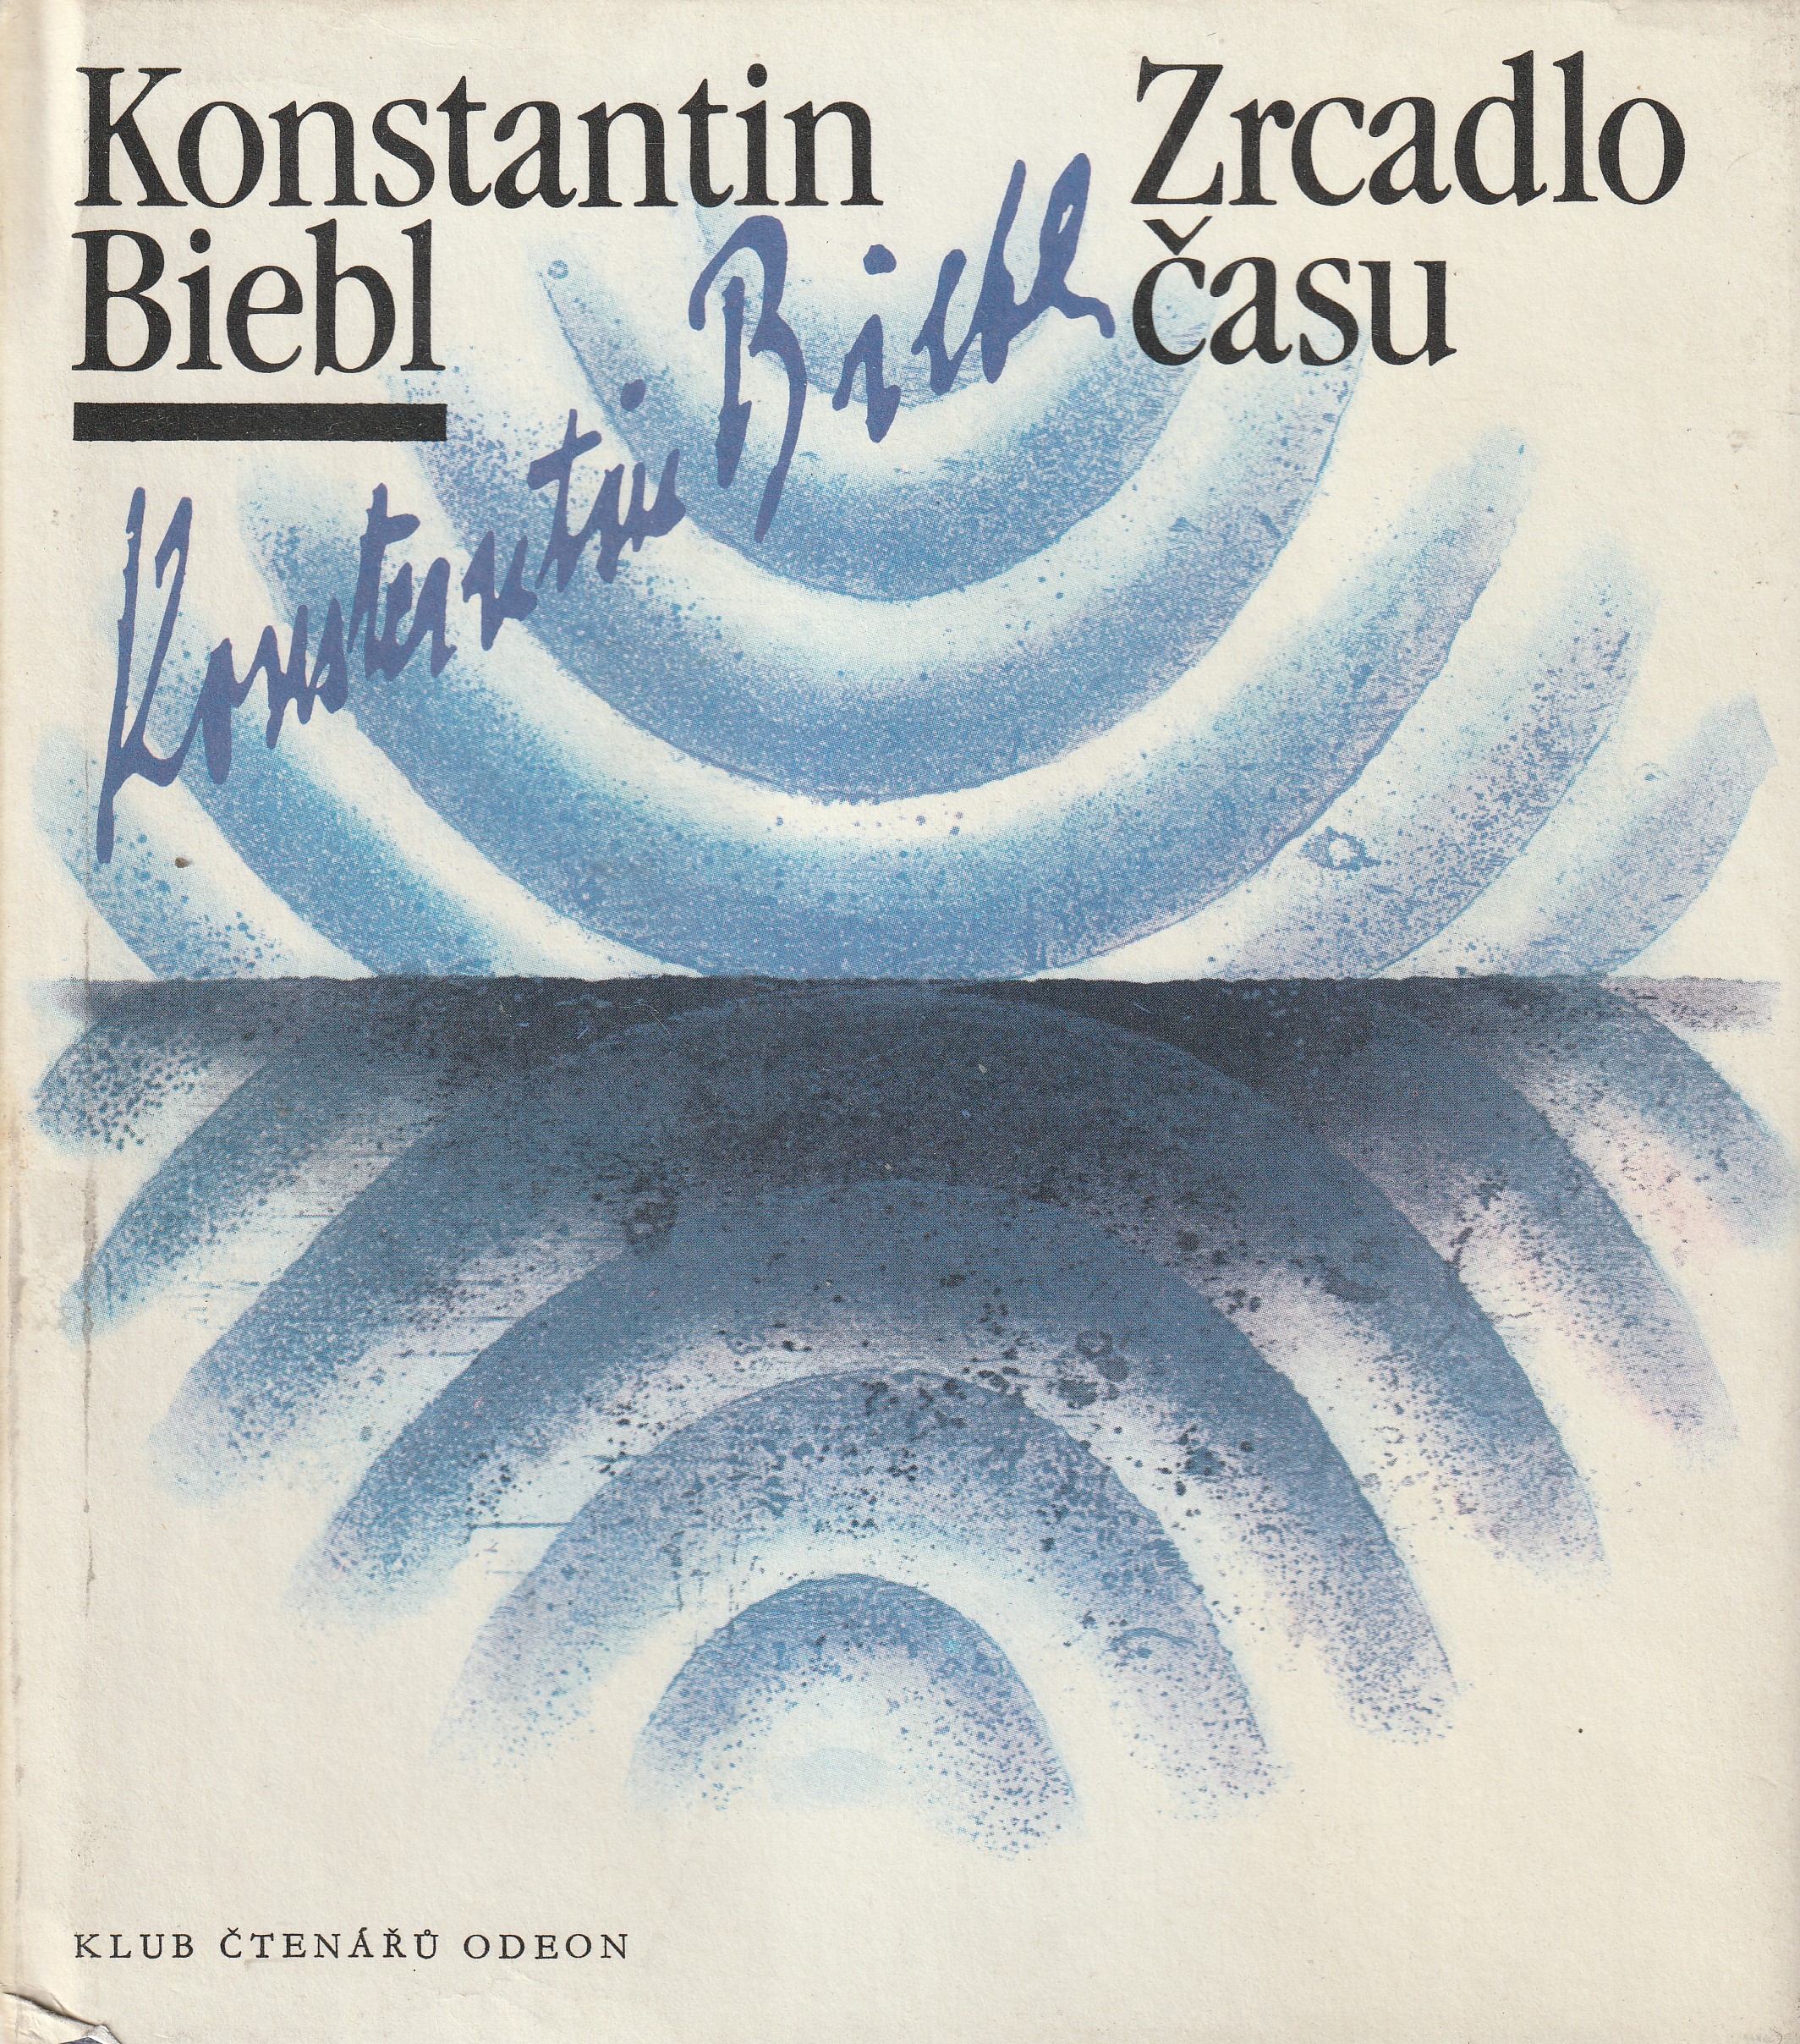 Konstantin
Biebl
Zrcadlo
času
Konstantin Biebl
KLUB ČTENÁŘŮ ODEON